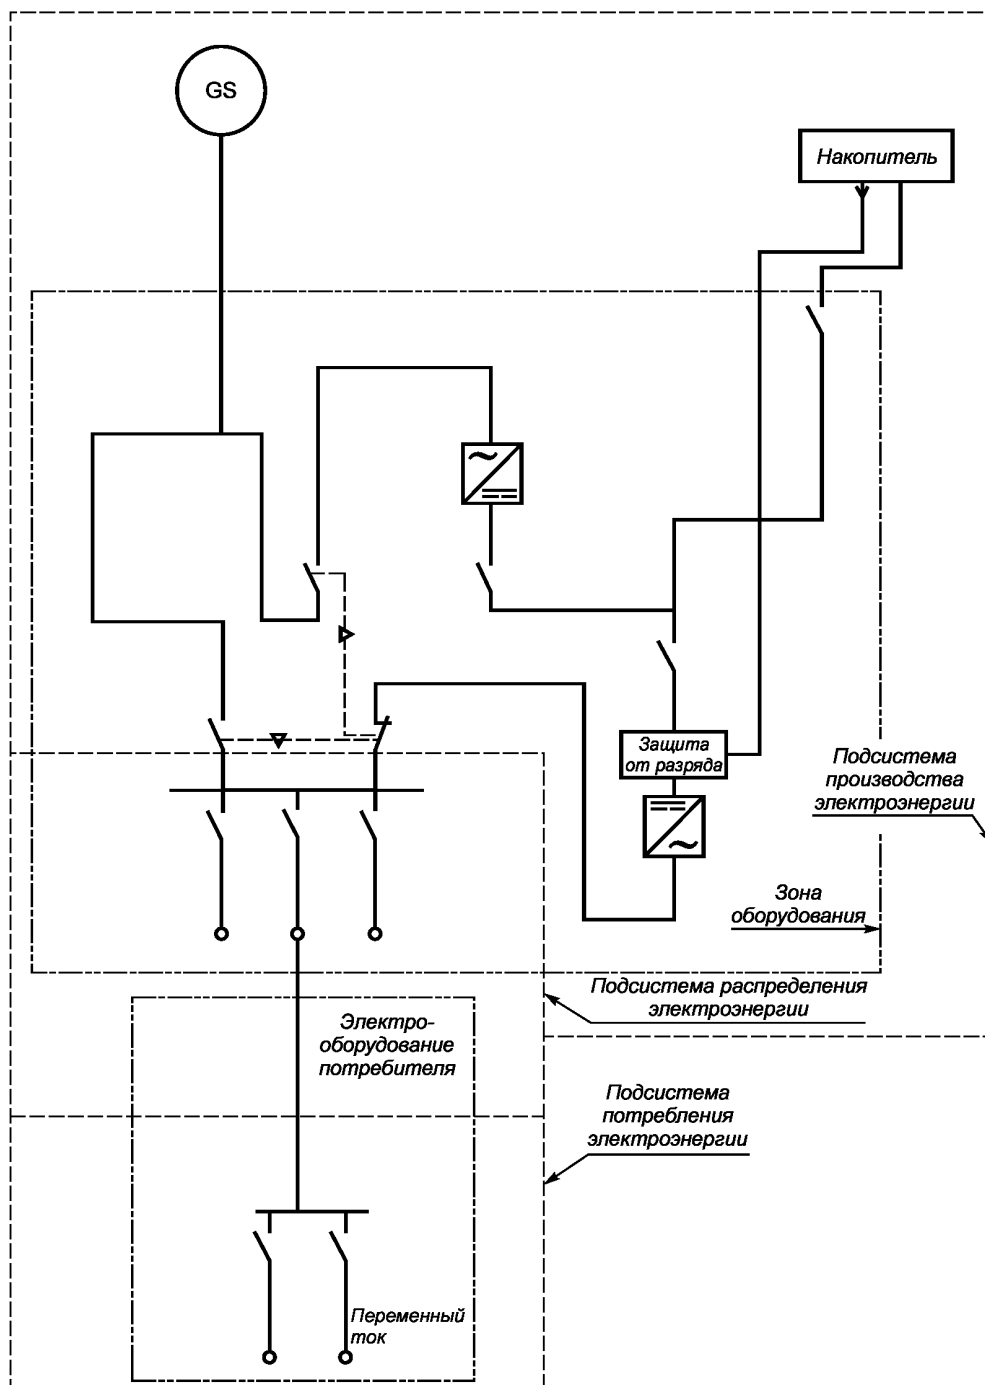 GS
Накопитель
Защита
от разряда
Подсистема
производства
электроэнергии
Зона
оборудования
Подсистема распределения
электроэнергии
Электро-
оборудование
потребителя
Подсистема
потребления
электроэнергии
Переменный
ток